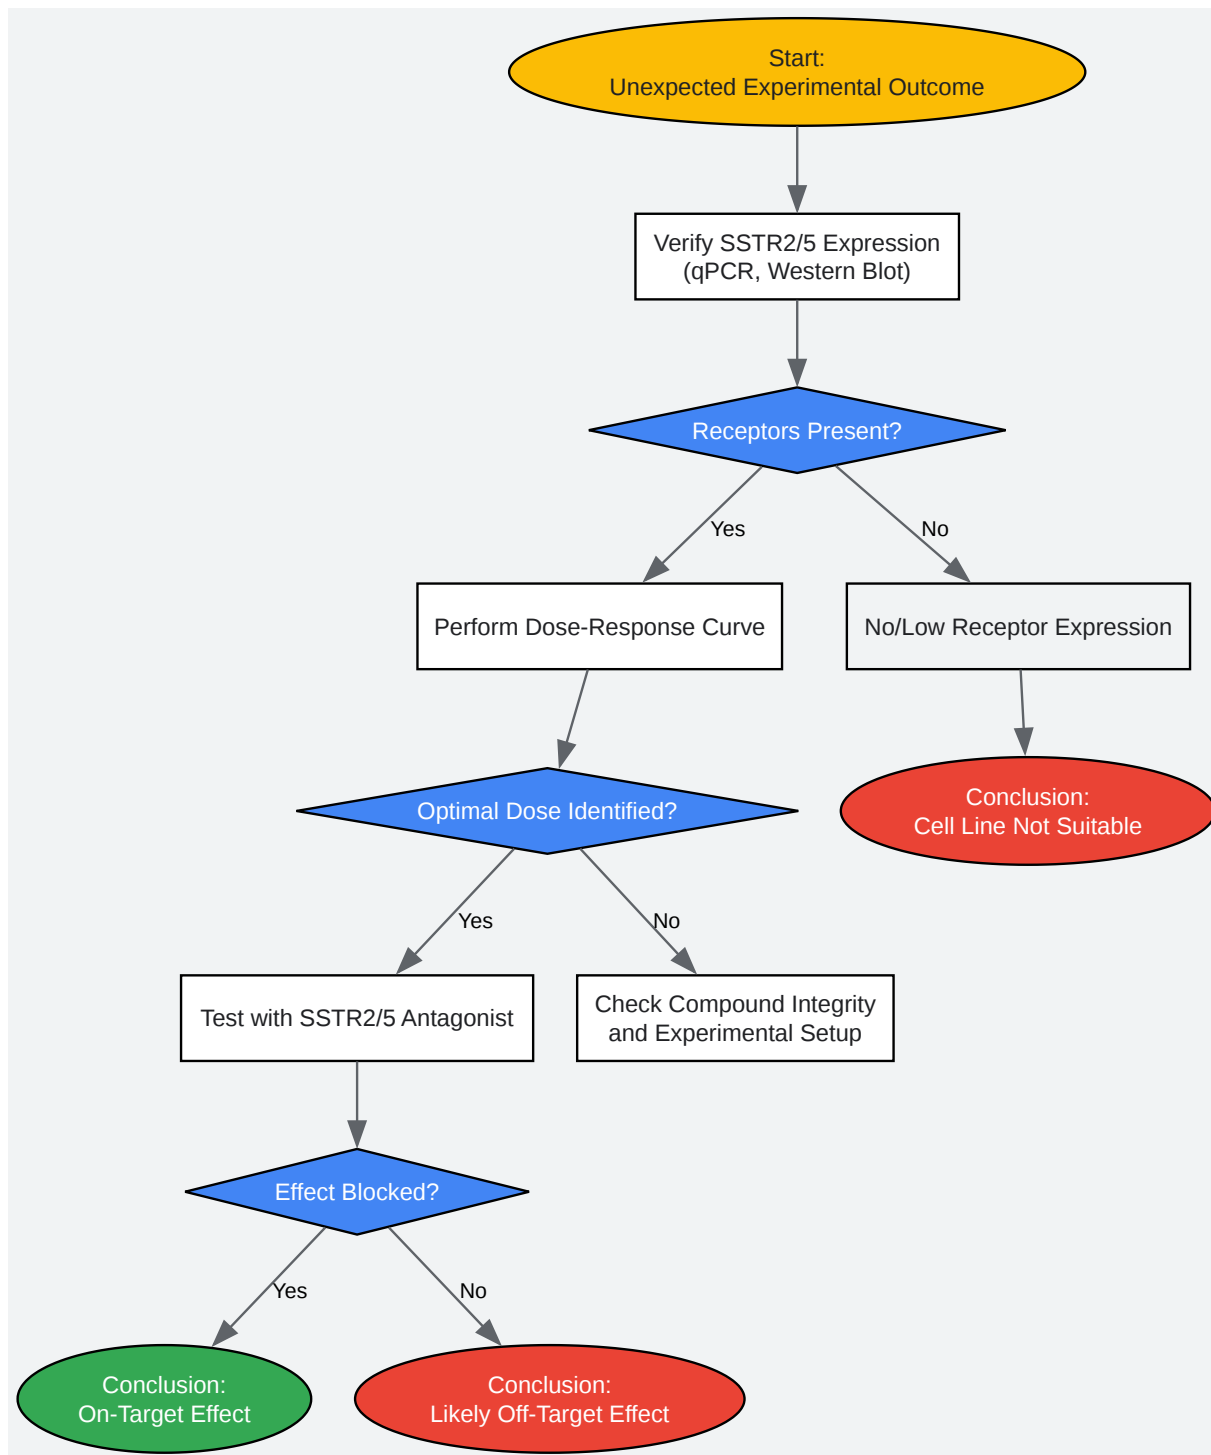 Start:
Unexpected Experimental Outcome
Verify SSTR2/5 Expression
(qPCR, Western Blot)
Receptors Present?
Yes
No
Perform Dose-Response Curve
No/Low Receptor Expression
Optimal Dose Identified?
Conclusion:
Cell Line Not Suitable
Yes
No
Test with SSTR2/5 Antagonist
Check Compound Integrity
and Experimental Setup
Effect Blocked?
Yes
No
Conclusion:
On-Target Effect
Conclusion:
Likely Off-Target Effect